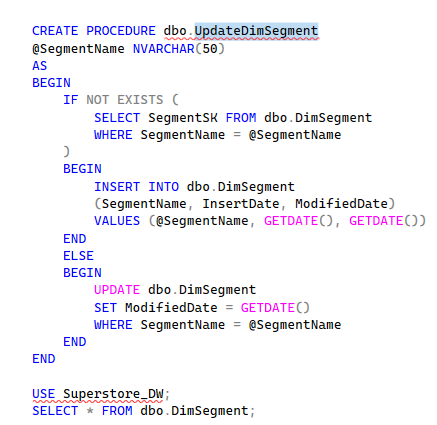 CREATE PROCEDURE dbo.UpdateDimSegment
@SegmentName NVARCHAR(50)
AS
BEGIN
    IF NOT EXISTS (
        SELECT SegmentSK FROM dbo.DimSegment
        WHERE SegmentName = @SegmentName
    )
    BEGIN
        INSERT INTO dbo.DimSegment
        (SegmentName, InsertDate, ModifiedDate)
        VALUES (@SegmentName, GETDATE(), GETDATE())
    END
    ELSE
    BEGIN
        UPDATE dbo.DimSegment
        SET ModifiedDate = GETDATE()
        WHERE SegmentName = @SegmentName
    END
END

USE Superstore_DW;
SELECT * FROM dbo.DimSegment;